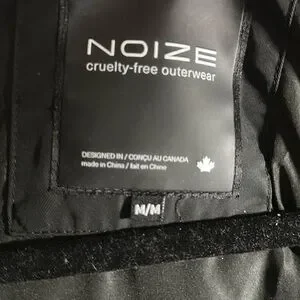 NOIZE
cruelty-free outerwear
DESIGNED IN / CONÇU AU CANADA
made in China / fait en Chine
M/M